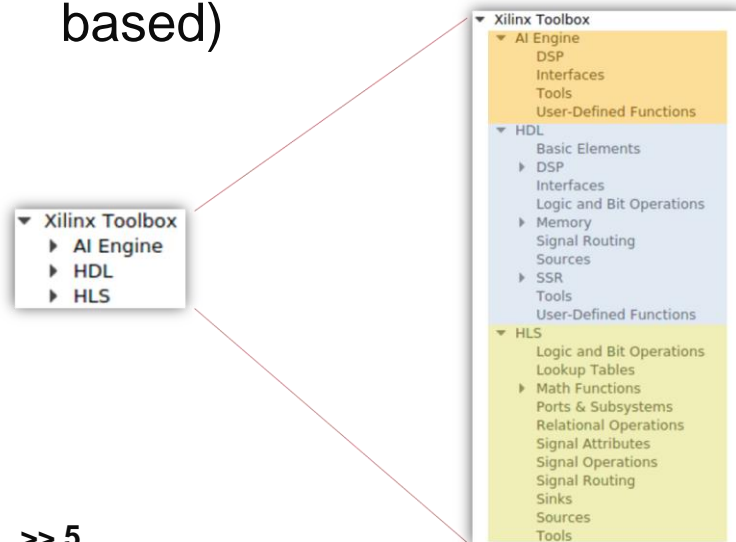 based)
Xilinx Toolbox
AI Engine
HDL
HLS
Xilinx Toolbox
AI Engine
DSP
Interfaces
Tools
User-Defined Functions
HDL
Basic Elements
DSP
Interfaces
Logic and Bit Operations
Memory
Signal Routing
Sources
SSR
Tools
User-Defined Functions
HLS
Logic and Bit Operations
Lookup Tables
Math Functions
Ports & Subsystems
Relational Operations
Signal Attributes
Signal Operations
Signal Routing
Sinks
Sources
Tools
>> 5